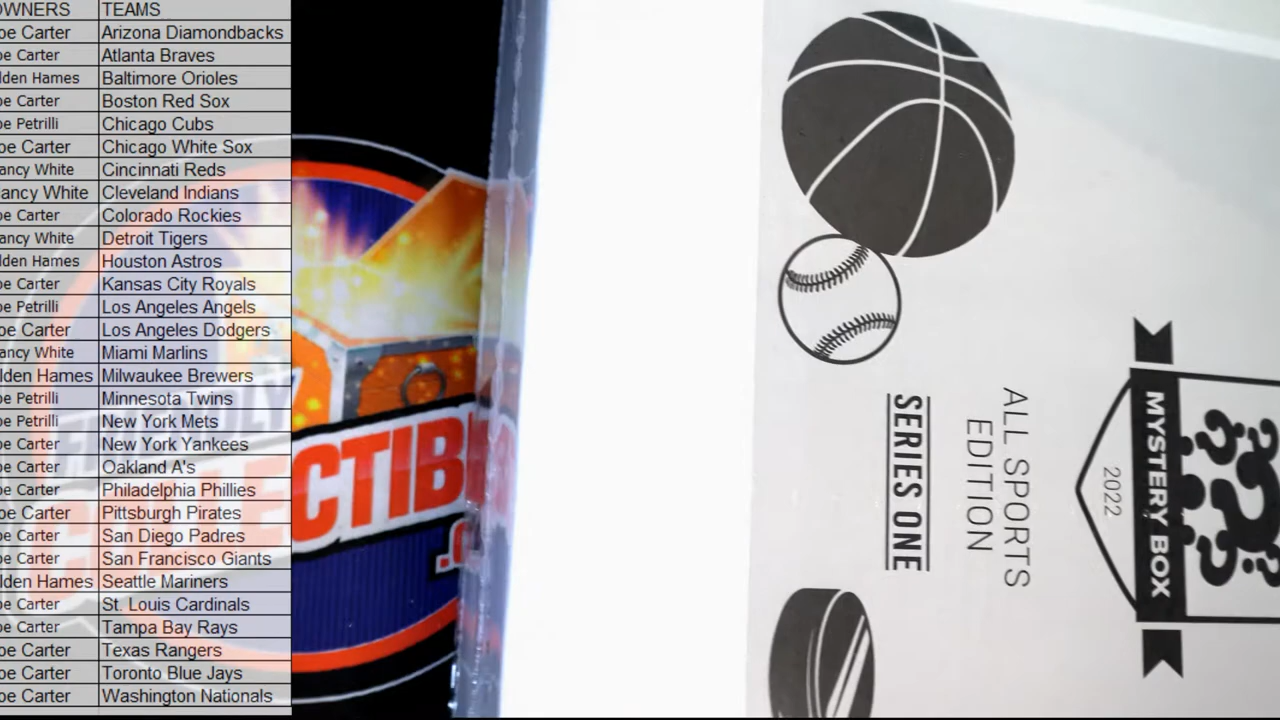 OWNERS TEAMS
oe Carter Arizona Diamondbacks
oe Carter Atlanta Braves
lden Hames Baltimore Orioles
oe Carter Boston Red Sox
oe Petrilli Chicago Cubs
oe Carter Chicago White Sox
ancy White Cincinnati Reds
ancy White Cleveland Indians
oe Carter Colorado Rockies
ancy White Detroit Tigers
lden Hames Houston Astros
oe Carter Kansas City Royals
oe Petrilli Los Angeles Angels
oe Carter Los Angeles Dodgers
ancy White Miami Marlins
lden Hames Milwaukee Brewers
oe Petrilli Minnesota Twins
oe Petrilli New York Mets
oe Carter New York Yankees
oe Carter Oakland A's
oe Carter Philadelphia Phillies
oe Carter Pittsburgh Pirates
oe Carter San Diego Padres
oe Carter San Francisco Giants
lden Hames Seattle Mariners
oe Carter St. Louis Cardinals
oe Carter Tampa Bay Rays
oe Carter Texas Rangers
oe Carter Toronto Blue Jays
oe Carter Washington Nationals
COLLECTIBLES
ALL SPORTS
EDITION
SERIES ONE
MYSTERY BOX
2022